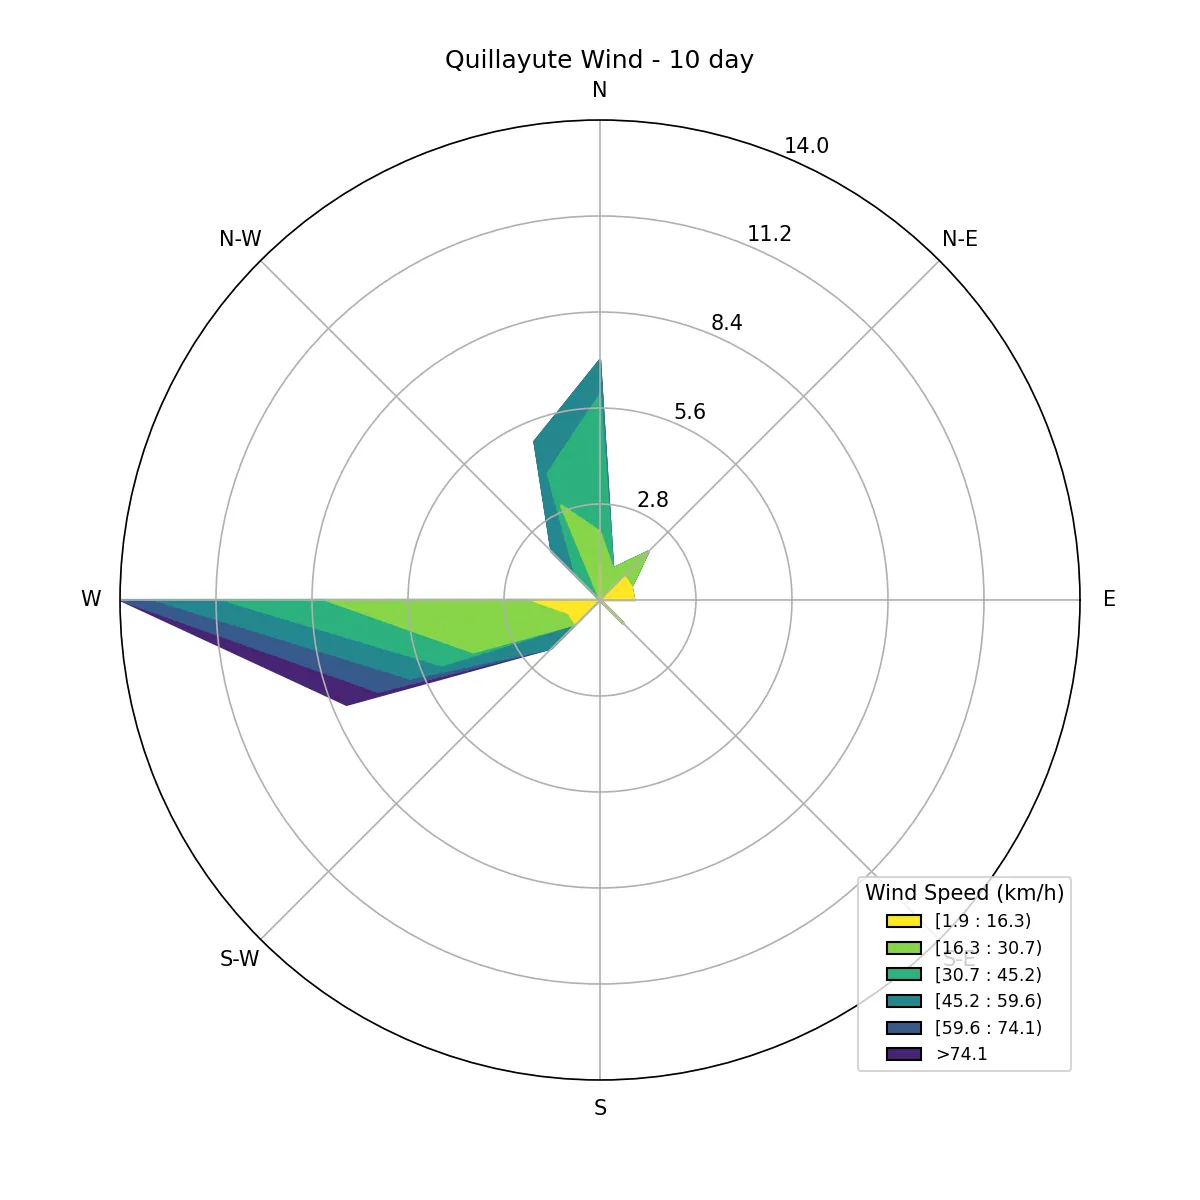 Quillayute Wind - 10 day
N
14.0
N-W
11.2
N-E
8.4
5.6
2.8
W
E
S-W
S-E
S
Wind Speed (km/h)
[1.9 : 16.3)
[16.3 : 30.7)
[30.7 : 45.2)
[45.2 : 59.6)
[59.6 : 74.1)
>74.1